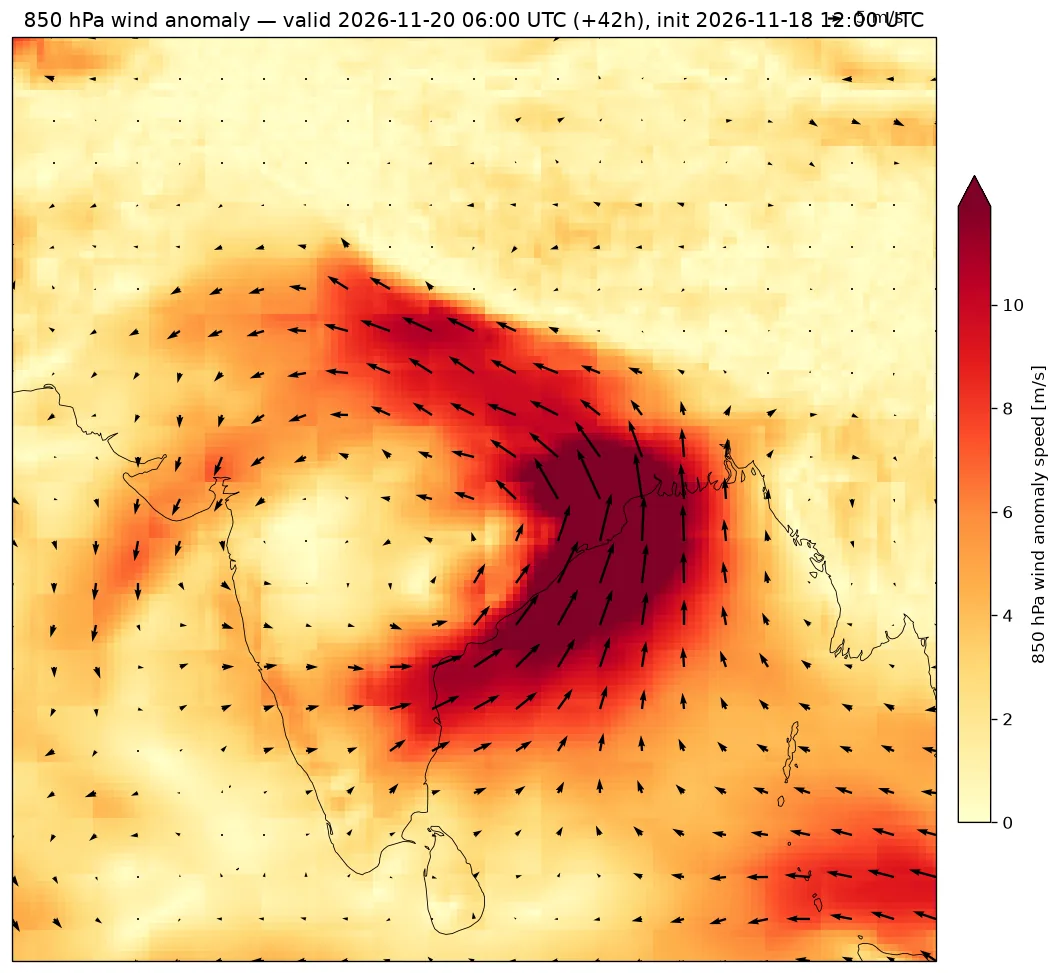 850 hPa wind anomaly — valid 2026-11-20 06:00 UTC (+42h), init 2026-11-18 12:00 UTC
5 m/s
10
8
6
4
2
0
850 hPa wind anomaly speed [m/s]